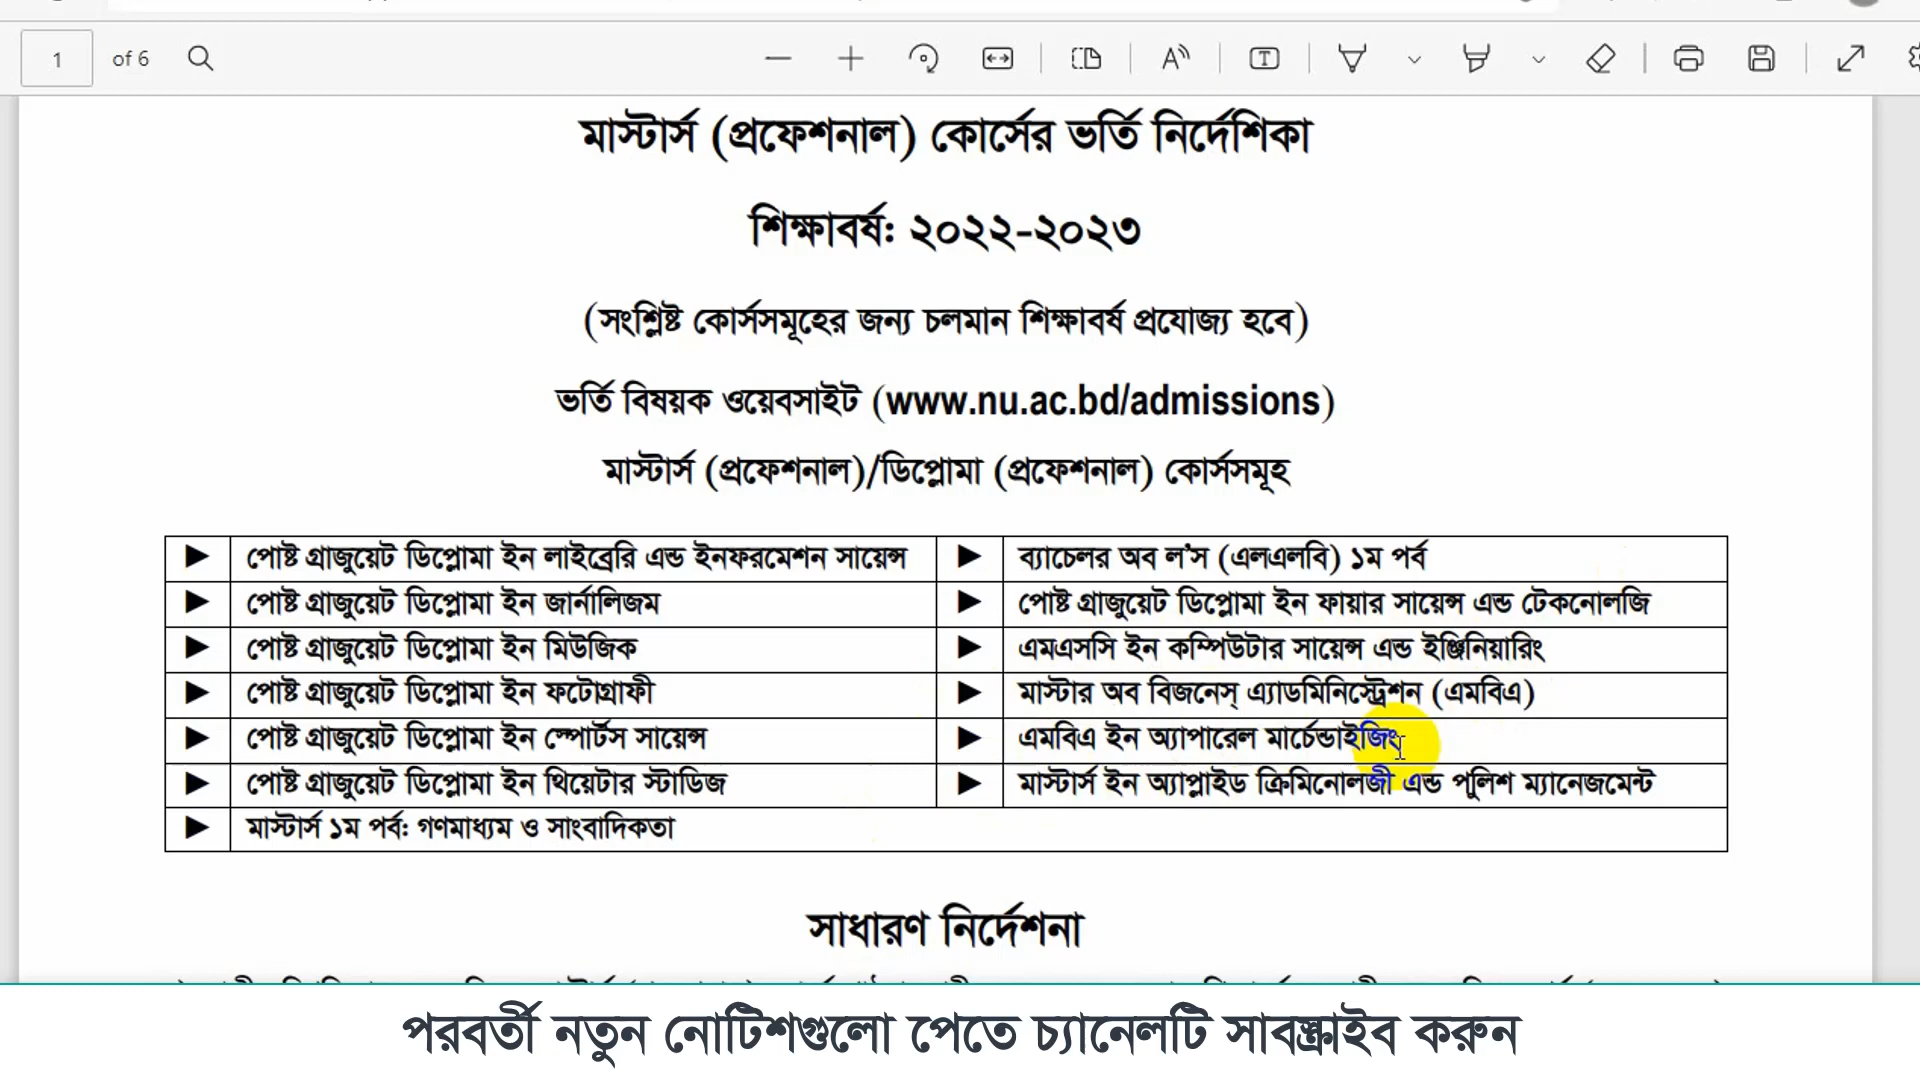 1 of 6
মাস্টার্স (প্রফেশনাল) কোর্সের ভর্তি নির্দেশিকা
শিক্ষাবর্ষ: ২০২২-২০২৩
(সংশ্লিষ্ট কোর্সসমূহের জন্য চলমান শিক্ষাবর্ষ প্রযোজ্য হবে)
ভর্তি বিষয়ক ওয়েবসাইট (www.nu.ac.bd/admissions)
মাস্টার্স (প্রফেশনাল)/ডিপ্লোমা (প্রফেশনাল) কোর্সসমূহ
► পোষ্ট গ্রাজুয়েট ডিপ্লোমা ইন লাইব্রেরি এন্ড ইনফরমেশন সায়েন্স ► ব্যাচেলর অব ল'স (এলএলবি) ১ম পর্ব
► পোষ্ট গ্রাজুয়েট ডিপ্লোমা ইন জার্নালিজম ► পোষ্ট গ্রাজুয়েট ডিপ্লোমা ইন ফায়ার সায়েন্স এন্ড টেকনোলজি
► পোষ্ট গ্রাজুয়েট ডিপ্লোমা ইন মিউজিক ► এমএসসি ইন কম্পিউটার সায়েন্স এন্ড ইঞ্জিনিয়ারিং
► পোষ্ট গ্রাজুয়েট ডিপ্লোমা ইন ফটোগ্রাফী ► মাস্টার অব বিজনেস্ এ্যাডমিনিস্ট্রেশন (এমবিএ)
► পোষ্ট গ্রাজুয়েট ডিপ্লোমা ইন স্পোর্টস সায়েন্স ► এমবিএ ইন অ্যাপারেল মার্চেন্ডাইজিং
► পোষ্ট গ্রাজুয়েট ডিপ্লোমা ইন থিয়েটার স্টাডিজ ► মাস্টার্স ইন অ্যাপ্লাইড ক্রিমিনোলজী এন্ড পুলিশ ম্যানেজমেন্ট
► মাস্টার্স ১ম পর্ব: গণমাধ্যম ও সাংবাদিকতা
সাধারণ নির্দেশনা
পরবর্তী নতুন নোটিশগুলো পেতে চ্যানেলটি সাবস্ক্রাইব করুন